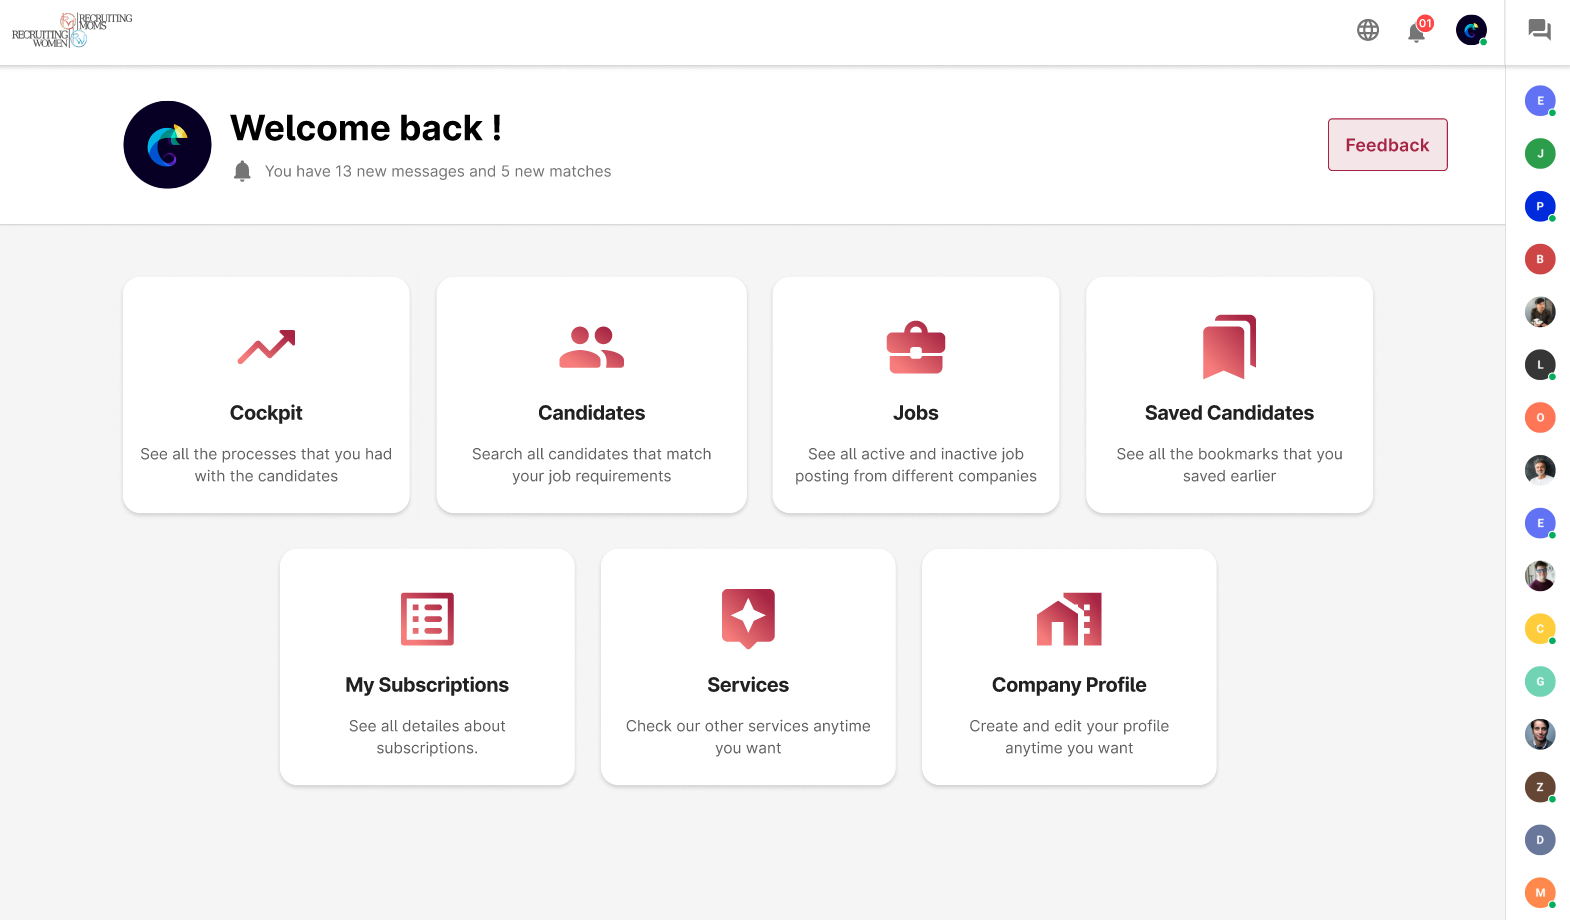 RECRUITING
MOMS
RECRUITING
WOMEN
01
Welcome back !
You have 13 new messages and 5 new matches
Feedback
Cockpit
See all the processes that you had
with the candidates
Candidates
Search all candidates that match
your job requirements
Jobs
See all active and inactive job
posting from different companies
Saved Candidates
See all the bookmarks that you
saved earlier
My Subscriptions
See all detailes about
subscriptions.
Services
Check our other services anytime
you want
Company Profile
Create and edit your profile
anytime you want
E
J
P
B
L
O
E
C
G
Z
D
M